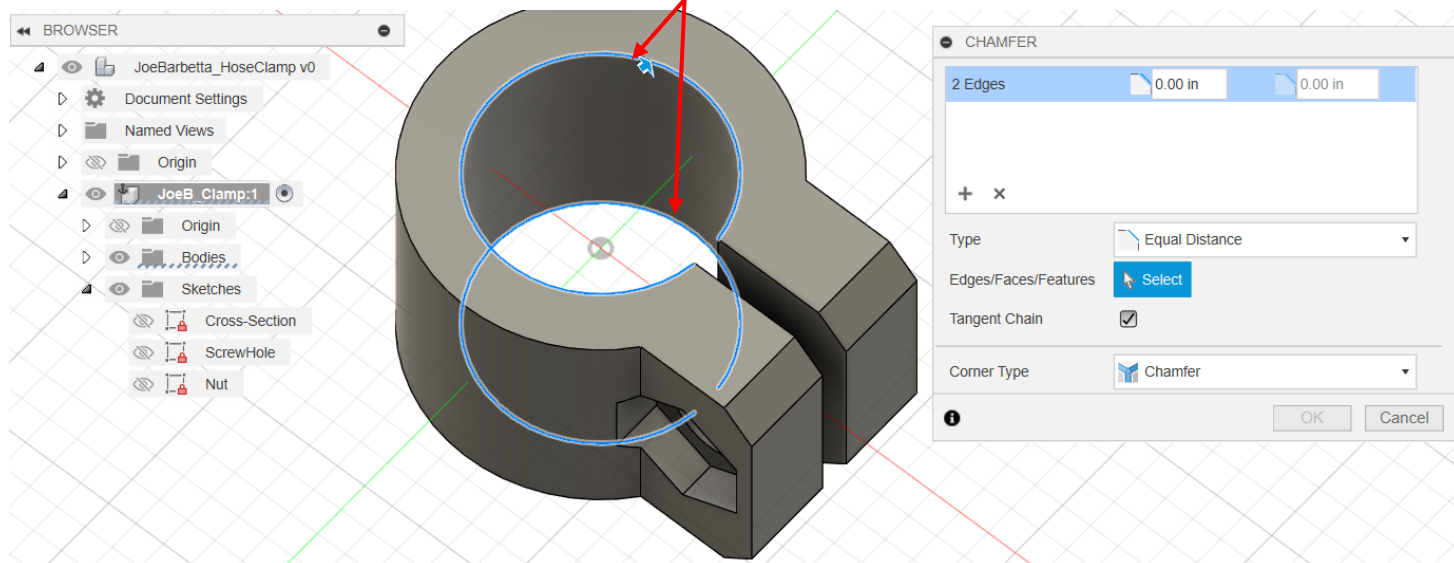 BROWSER
JoeBarbetta_HoseClamp v0
Document Settings
Named Views
Origin
JoeB_Clamp:1
Origin
Bodies
Sketches
Cross-Section
ScrewHole
Nut
CHAMFER
2 Edges 0.00 in 0.00 in
Type Equal Distance
Edges/Faces/Features Select
Tangent Chain
Corner Type Chamfer
OK Cancel